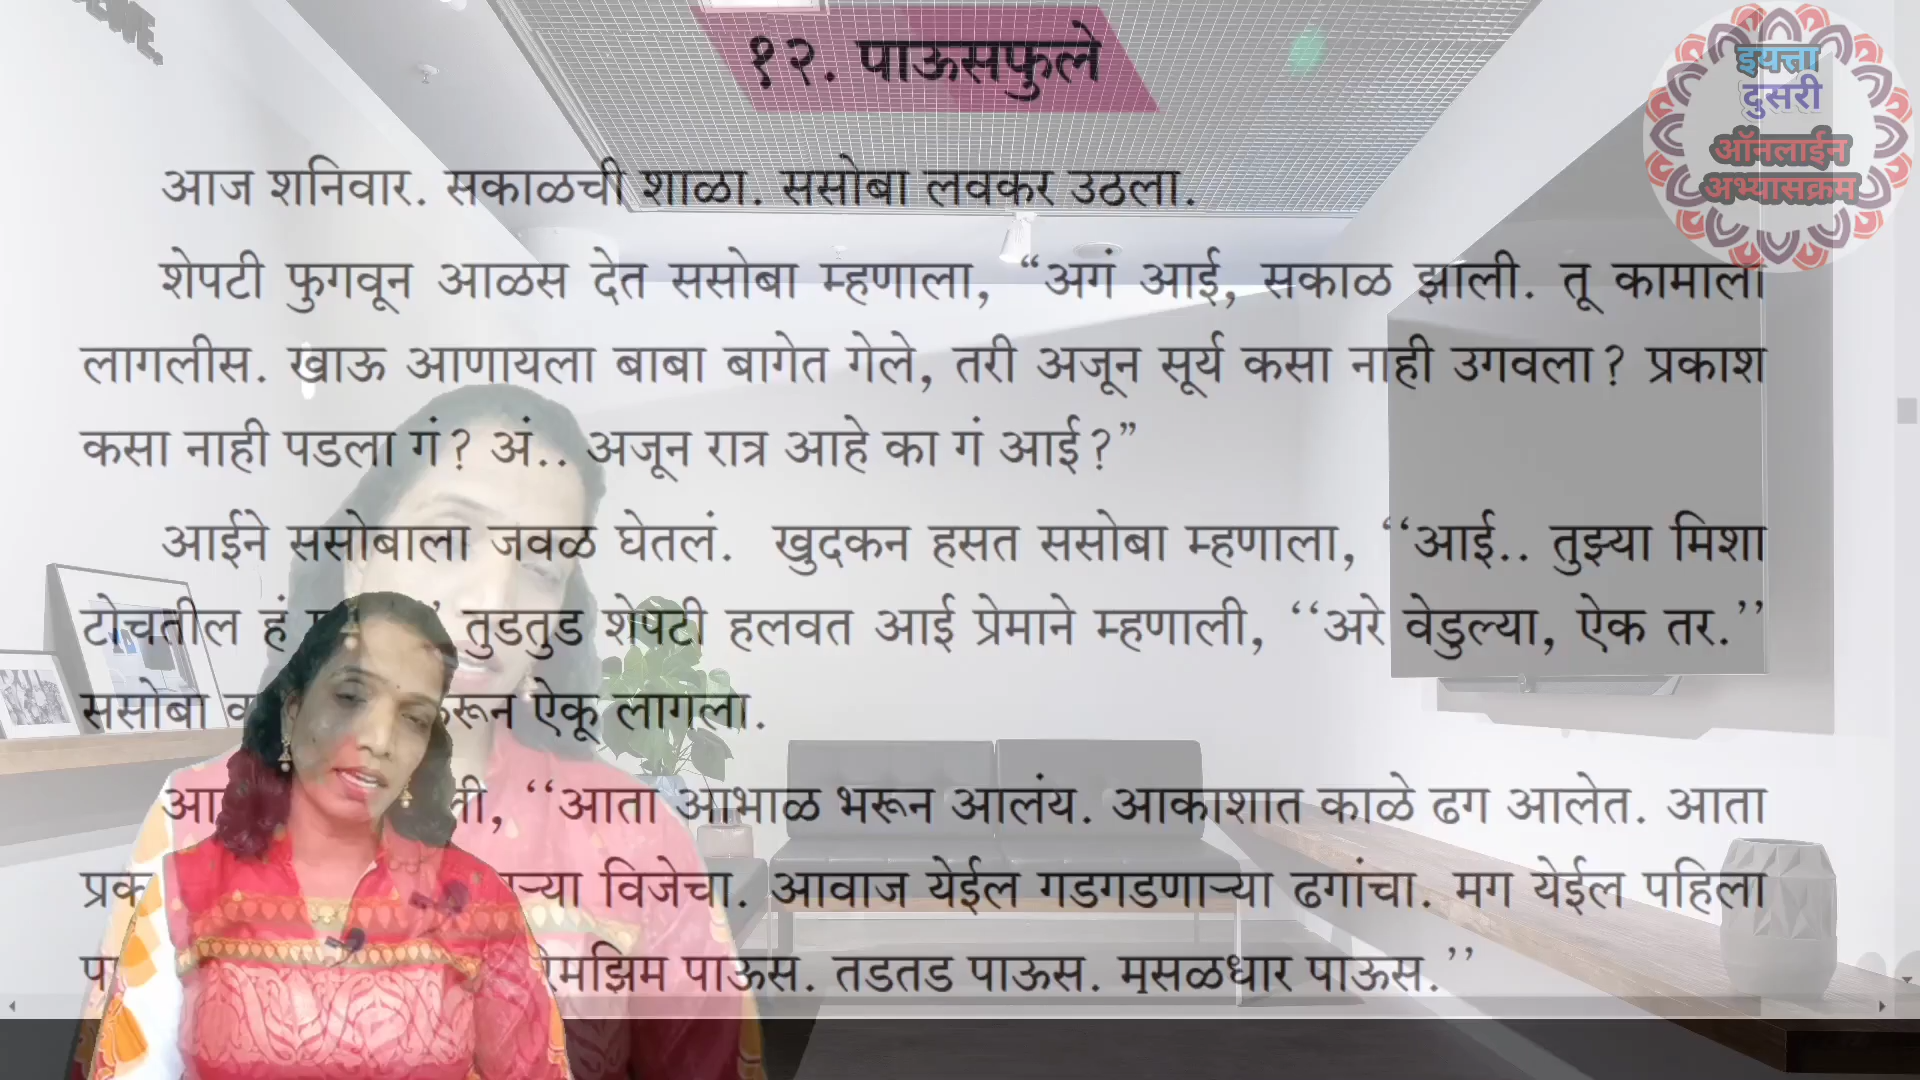 १२. पाऊसफुले
इयत्ता
दुसरी
ऑनलाईन
अभ्यासक्रम
आज शनिवार. सकाळची शाळा. ससोबा लवकर उठला.
शेपटी फुगवून आळस देत ससोबा म्हणाला, “अगं आई, सकाळ झाली. तू कामाला
लागलीस. खाऊ आणायला बाबा बागेत गेले, तरी अजून सूर्य कसा नाही उगवला? प्रकाश
कसा नाही पडला गं? अं.. अजून रात्र आहे का गं आई?”
आईने ससोबाला जवळ घेतलं. खुदकन हसत ससोबा म्हणाला, ‘‘आई.. तुझ्या मिशा
टोचतील हं तुडतुड शेपटी हलवत आई प्रेमाने म्हणाली, ‘‘अरे वेडुल्या, ऐक तर.’’
ससोबा करून ऐकू लागला.
‘‘आता आभाळ भरून आलंय. आकाशात काळे ढग आलेत. आता
विजेचा. आवाज येईल गडगडणाऱ्या ढगांचा. मग येईल पहिला
पाऊस. तडतड पाऊस. मुसळधार पाऊस.’’